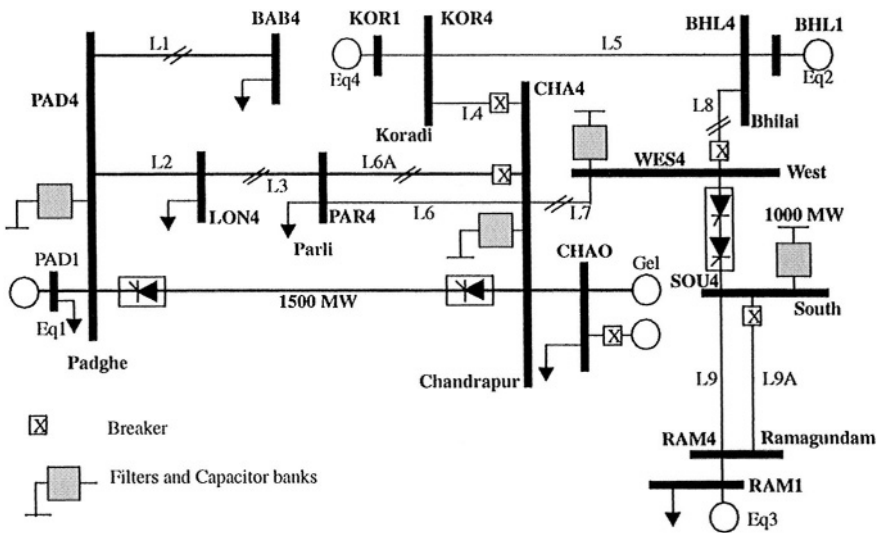 BAB4
KOR1
KOR4
BHL4
BHL1
L1
L5
Eq4
Eq2
PAD4
CHA4
L8
Bhilai
L4
X
Koradi
X
WES4
West
L2
L6A
X
L3
1000 MW
LON4
PAR4
L6
L7
Parli
PAD1
CHAO
Gel
SOU4
1500 MW
South
X
Eq1
X
Padghe
Chandrapur
L9
L9A
X
Breaker
RAM4
Ramagundam
Filters and Capacitor banks
RAM1
Eq3